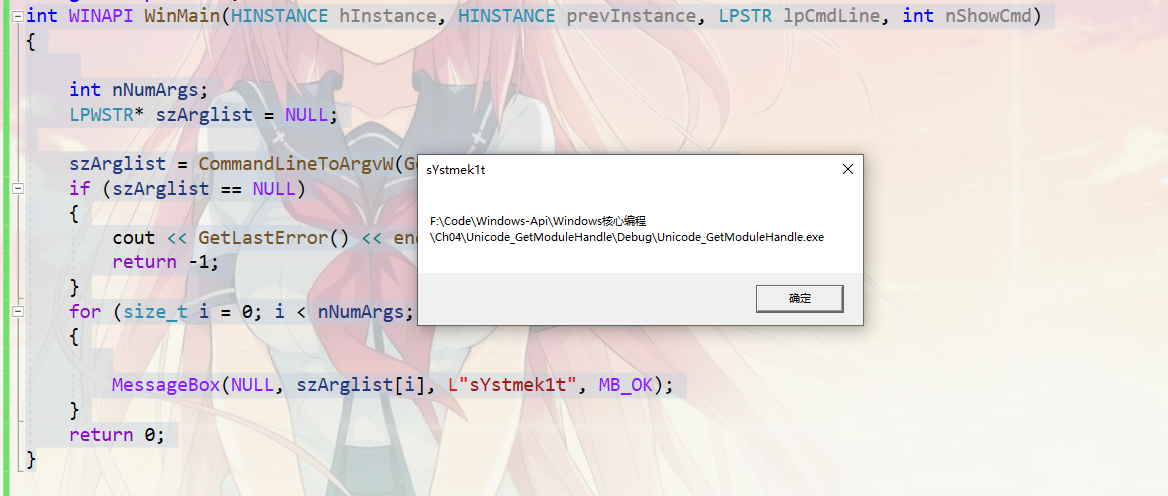 int WINAPI WinMain(HINSTANCE hInstance, HINSTANCE prevInstance, LPSTR lpCmdLine, int nShowCmd)
{
int nNumArgs;
LPWSTR* szArglist = NULL;
szArglist = CommandLineToArgvW(
if (szArglist == NULL)
{
cout << GetLastError() <<
return -1;
}
for (size_t i = 0; i < nNumArgs;
{
MessageBox(NULL, szArglist[i], L"sYstmek1t", MB_OK);
}
return 0;
}
sYstmek1t
F:\Code\Windows-Api\Windows核心编程
\Ch04\Unicode_GetModuleHandle\Debug\Unicode_GetModuleHandle.exe
确定